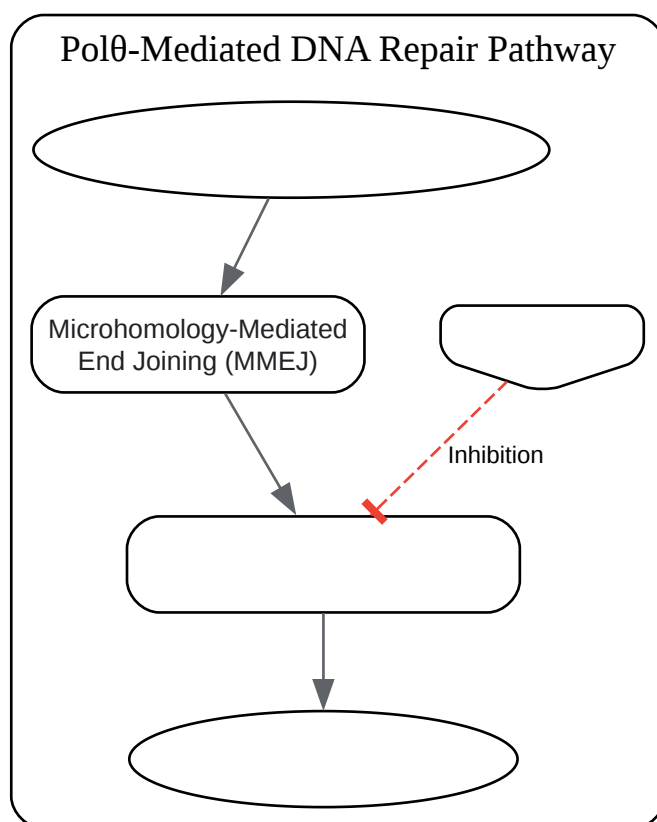 Polθ-Mediated DNA Repair Pathway
Microhomology-Mediated
End Joining (MMEJ)
Inhibition